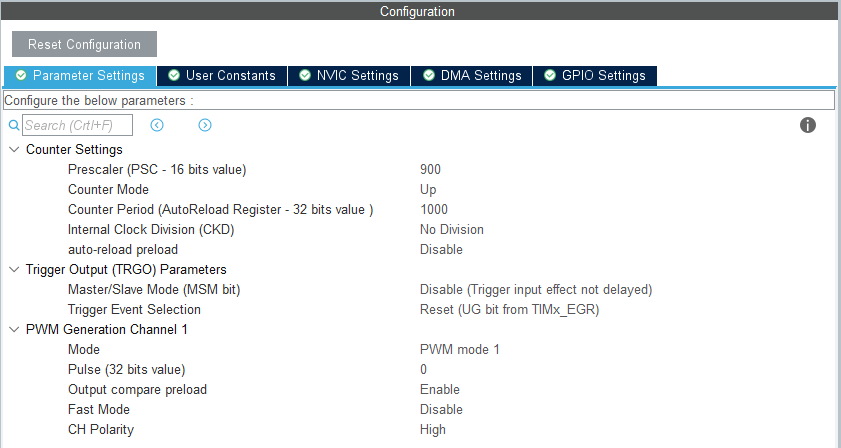 Configuration
Reset Configuration
Parameter Settings User Constants NVIC Settings DMA Settings GPIO Settings
Configure the below parameters :
Search (Crtl+F)
Counter Settings
Prescaler (PSC - 16 bits value) 900
Counter Mode Up
Counter Period (AutoReload Register - 32 bits value ) 1000
Internal Clock Division (CKD) No Division
auto-reload preload Disable
Trigger Output (TRGO) Parameters
Master/Slave Mode (MSM bit) Disable (Trigger input effect not delayed)
Trigger Event Selection Reset (UG bit from TIMx_EGR)
PWM Generation Channel 1
Mode PWM mode 1
Pulse (32 bits value) 0
Output compare preload Enable
Fast Mode Disable
CH Polarity High